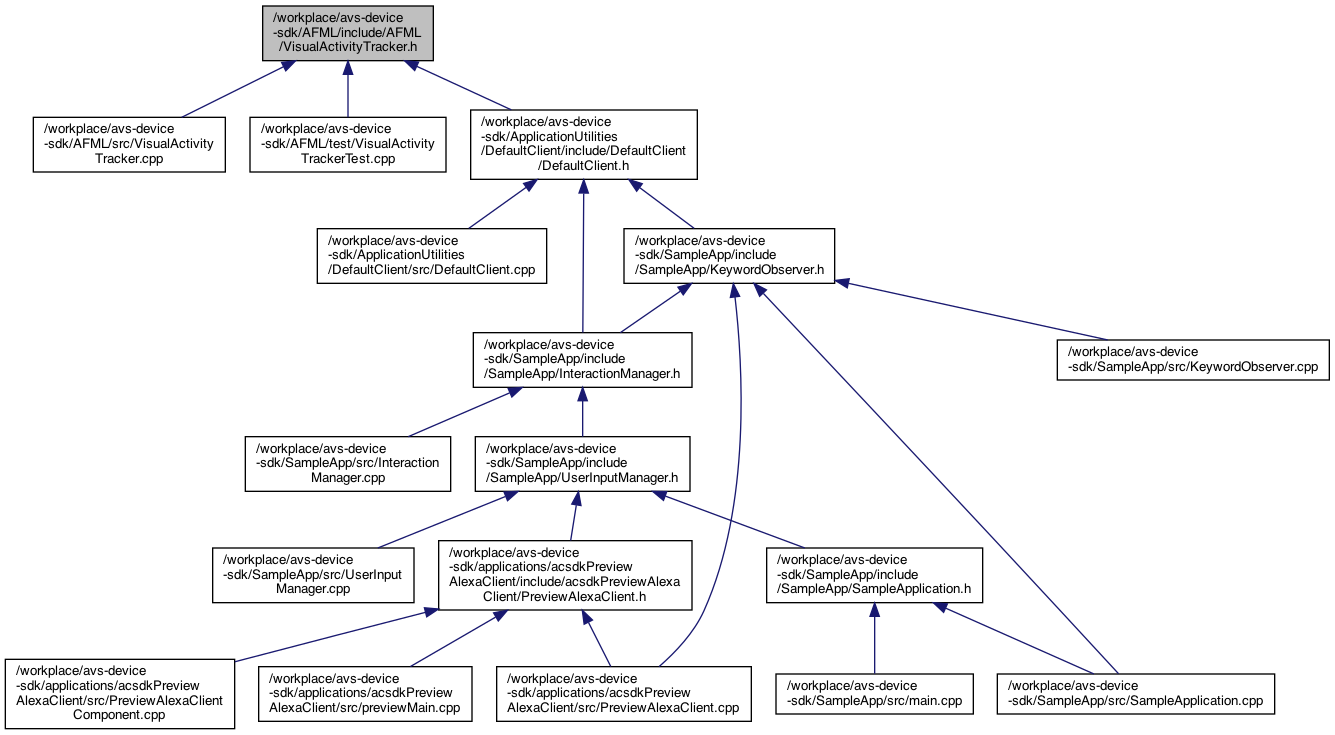 /workplace/avs-device
-sdk/AFML/include/AFML
/VisualActivityTracker.h
/workplace/avs-device
-sdk/AFML/src/VisualActivity
Tracker.cpp
/workplace/avs-device
-sdk/AFML/test/VisualActivity
TrackerTest.cpp
/workplace/avs-device
-sdk/ApplicationUtilities
/DefaultClient/include/DefaultClient
/DefaultClient.h
/workplace/avs-device
-sdk/ApplicationUtilities
/DefaultClient/src/DefaultClient.cpp
/workplace/avs-device
-sdk/SampleApp/include
/SampleApp/KeywordObserver.h
/workplace/avs-device
-sdk/SampleApp/include
/SampleApp/InteractionManager.h
/workplace/avs-device
-sdk/SampleApp/src/KeywordObserver.cpp
/workplace/avs-device
-sdk/SampleApp/src/Interaction
Manager.cpp
/workplace/avs-device
-sdk/SampleApp/include
/SampleApp/UserInputManager.h
/workplace/avs-device
-sdk/SampleApp/src/UserInput
Manager.cpp
/workplace/avs-device
-sdk/applications/acsdkPreview
AlexaClient/include/acsdkPreviewAlexa
Client/PreviewAlexaClient.h
/workplace/avs-device
-sdk/SampleApp/include
/SampleApp/SampleApplication.h
/workplace/avs-device
-sdk/applications/acsdkPreview
AlexaClient/src/PreviewAlexaClient
Component.cpp
/workplace/avs-device
-sdk/applications/acsdkPreview
AlexaClient/src/previewMain.cpp
/workplace/avs-device
-sdk/applications/acsdkPreview
AlexaClient/src/PreviewAlexaClient.cpp
/workplace/avs-device
-sdk/SampleApp/src/main.cpp
/workplace/avs-device
-sdk/SampleApp/src/SampleApplication.cpp